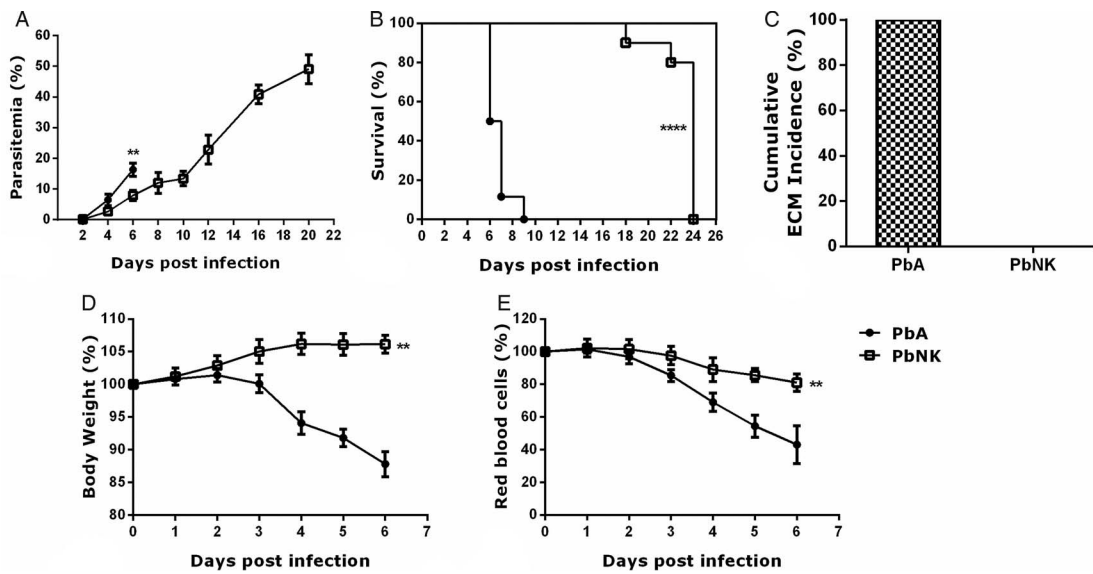 A
Parasitemia (%)
60
50
40
30
20
10
0
**
2 4 6 8 10 12 14 16 18 20 22
Days post infection
B
Survival (%)
100
80
60
40
20
0
****
0 2 4 6 8 10 12 14 16 18 22 24 26
Days post infection
C
Cumulative
ECM Incidence (%)
100
80
60
40
20
0
PbA PbNK
D
Body Weight (%)
110
105
100
95
90
85
80
**
0 1 2 3 4 5 6 7
Days post infection
E
Red blood cells (%)
120
100
80
60
40
20
0
**
0 1 2 3 4 5 6 7
Days post infection
PbA
PbNK